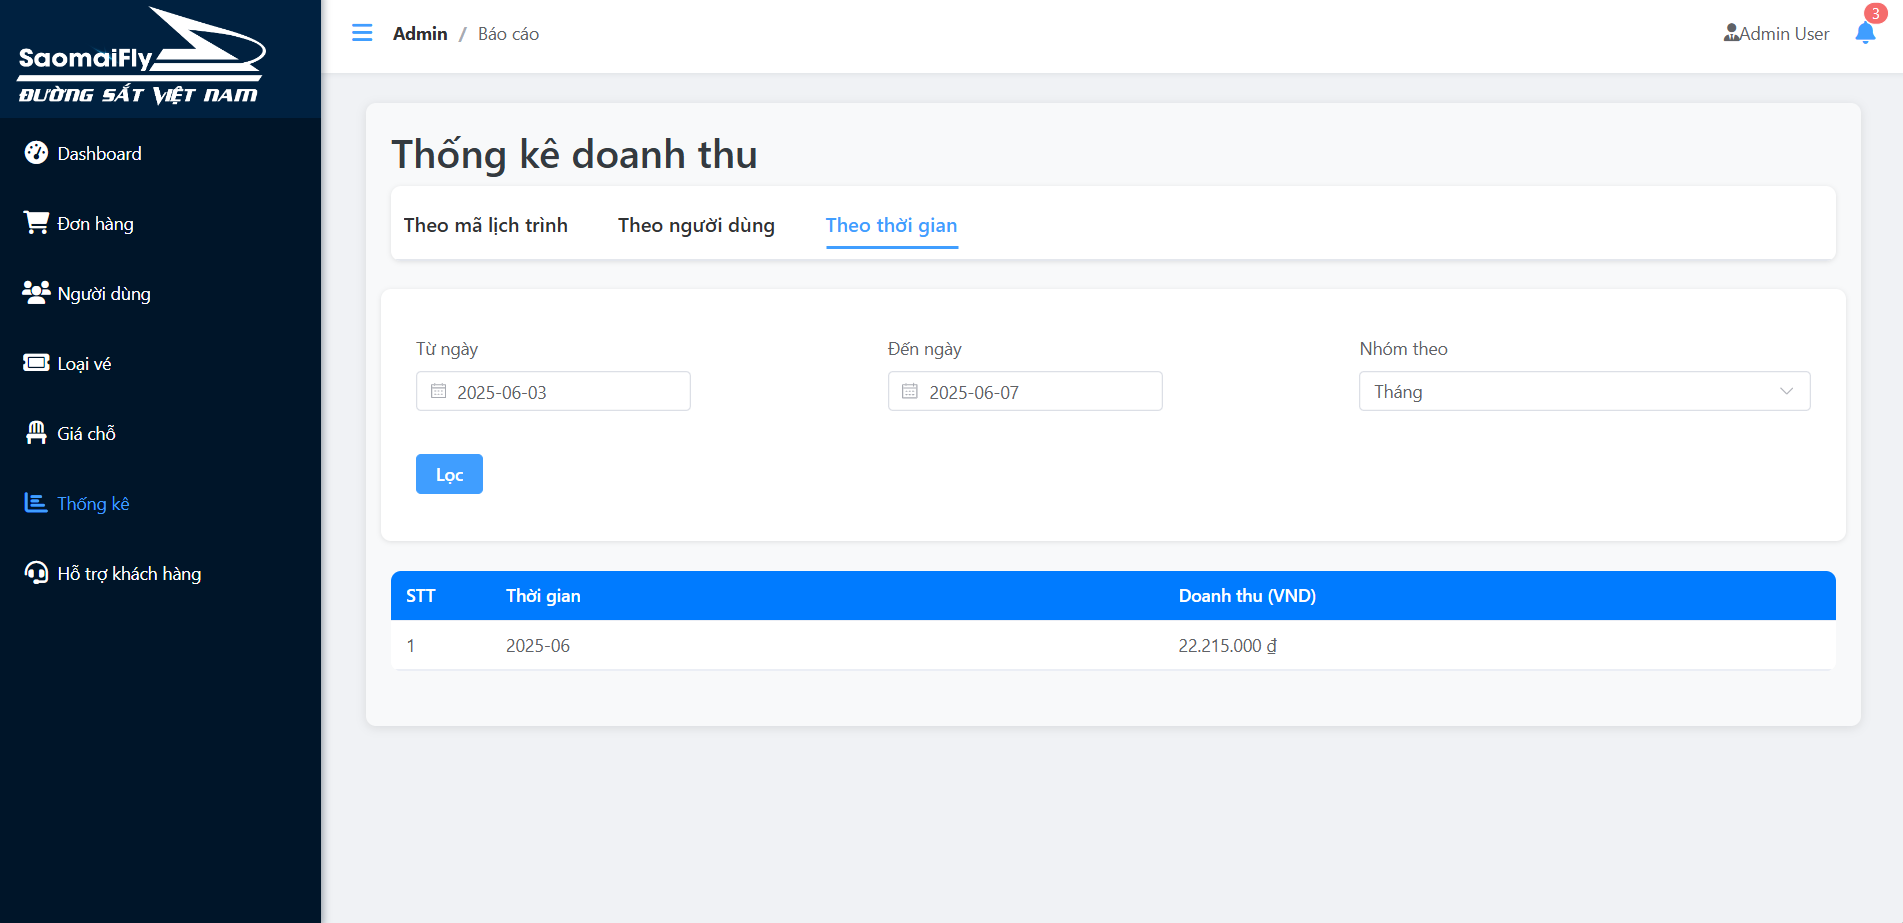 SaomaiFly
ĐƯỜNG SẮT VIỆT NAM
Dashboard
Đơn hàng
Người dùng
Loại vé
Giá chỗ
Thống kê
Hỗ trợ khách hàng
Admin / Báo cáo
Admin User
3
Thống kê doanh thu
Theo mã lịch trình
Theo người dùng
Theo thời gian
Từ ngày
2025-06-03
Đến ngày
2025-06-07
Nhóm theo
Tháng
Lọc
STT Thời gian Doanh thu (VND)
1 2025-06 22.215.000 ₫